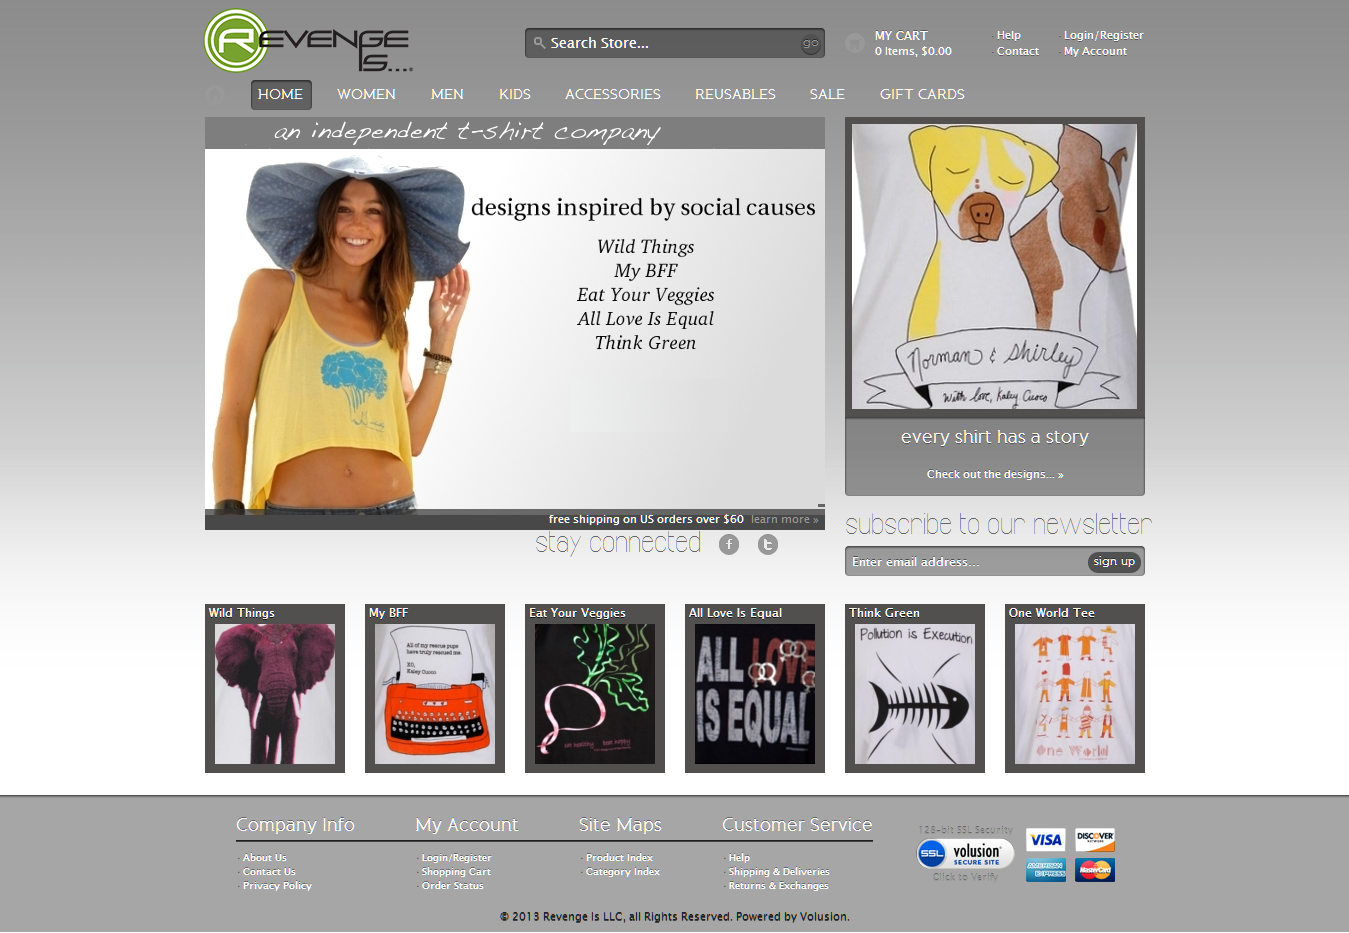 REVENGE
IS....
Search Store...
go
MY CART
0 Items, $0.00
Help
Contact
Login/Register
My Account
HOME
WOMEN
MEN
KIDS
ACCESSORIES
REUSABLES
SALE
GIFT CARDS
an independent t-shirt company
designs inspired by social causes
Wild Things
My BFF
Eat Your Veggies
All Love Is Equal
Think Green
free shipping on US orders over $60 learn more »
Norman & Shirley
With love, Kaley Cuoco
every shirt has a story
Check out the designs... »
stay connected
f
t
subscribe to our newsletter
Enter email address...
sign up
Wild Things
My BFF
All of my rescue pups
have truly rescued me.
XO,
Kaley Cuoco
Eat Your Veggies
All Love Is Equal
ALL LOVE
IS EQUAL
Think Green
Pollution is Execution
One World Tee
One World
Company Info
About Us
Contact Us
Privacy Policy
My Account
Login/Register
Shopping Cart
Order Status
Site Maps
Product Index
Category Index
Customer Service
Help
Shipping & Deliveries
Returns & Exchanges
128-bit SSL Security
SSL
volusion
SECURE SITE
Click to Verify
VISA
DISCOVER
NETWORK
AMERICAN
EXPRESS
MasterCard
© 2013 Revenge Is LLC, all Rights Reserved. Powered by Volusion.